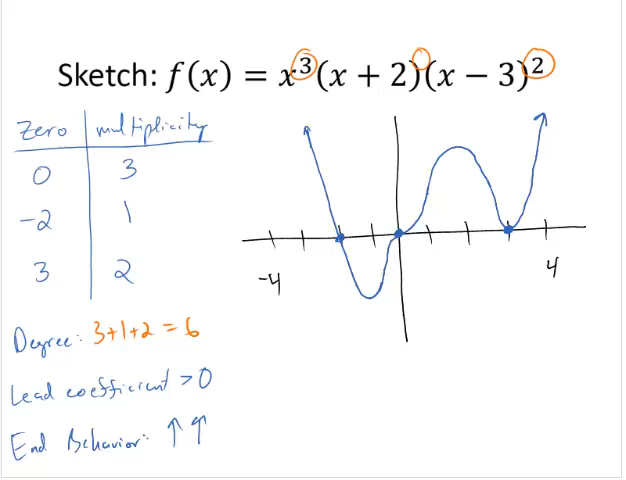 Sketch: f(x) = x³(x + 2)(x − 3)²
Zero multiplicity
0 3
-2 1
3 2
-4 4
Degree: 3+1+2 = 6
Lead coefficient > 0
End Behavior: ↑ ↑